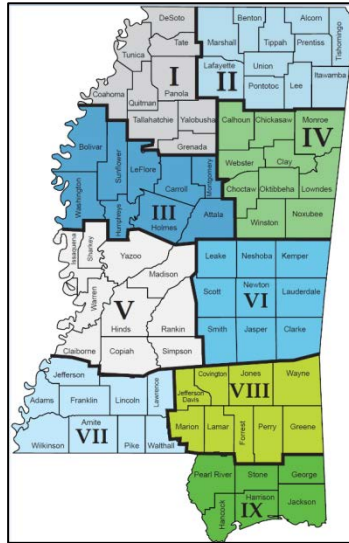 DeSoto
Tate
Tunica
I
Panola
Coahoma
Quitman
Tallahatchie
Yalobusha
Grenada
Benton
Alcorn
Marshall
Tippah
Prentiss
Tishomingo
II
Lafayette
Union
Itawamba
Pontotoc
Lee
Bolivar
Sunflower
LeFlore
Carroll
Montgomery
Washington
Humphreys
III
Holmes
Attala
Calhoun
Chickasaw
Monroe
IV
Webster
Clay
Choctaw
Oktibbeha
Lowndes
Winston
Noxubee
Issaquena
Sharkey
Yazoo
Madison
Warren
V
Hinds
Rankin
Claiborne
Copiah
Simpson
Leake
Neshoba
Kemper
Scott
Newton
VI
Lauderdale
Smith
Jasper
Clarke
Jefferson
Adams
Franklin
Lincoln
Lawrence
Amite
VII
Wilkinson
Pike
Walthall
Covington
Jones
Wayne
VIII
Jefferson
Davis
Marion
Lamar
Forrest
Perry
Greene
Pearl River
Stone
George
Hancock
Harrison
IX
Jackson